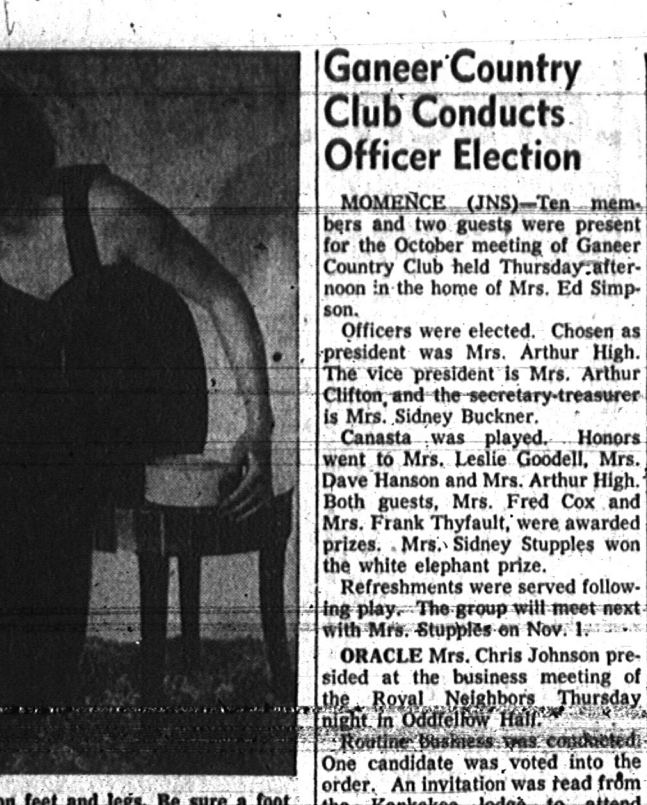 Ganeer Country
Club Conducts
Officer Election
MOMENCE (JNS)—Ten mem-
bers and two guests were present
for the October meeting of Ganeer
Country Club held Thursday after-
noon in the home of Mrs. Ed Simp-
son.
Officers were elected. Chosen as
president was Mrs. Arthur High.
The vice president is Mrs. Arthur
Clifton, and the secretary-treasurer
is Mrs. Sidney Buckner.
Canasta was played. Honors
went to Mrs. Leslie Goodell, Mrs.
Dave Hanson and Mrs. Arthur High.
Both guests, Mrs. Fred Cox and
Mrs. Frank Thyfault, were awarded
prizes. Mrs. Sidney Stupples won
the white elephant prize.
Refreshments were served follow-
ing play. The group will meet next
with Mrs. Stupples on Nov. 1.
ORACLE Mrs. Chris Johnson pre-
sided at the business meeting of
the Royal Neighbors Thursday
night in Oddfellow Hall.
Routine business was conducted.
One candidate was voted into the
order. An invitation was read from
the Kankakee lodge to attend
on feet and legs. Be sure a foot